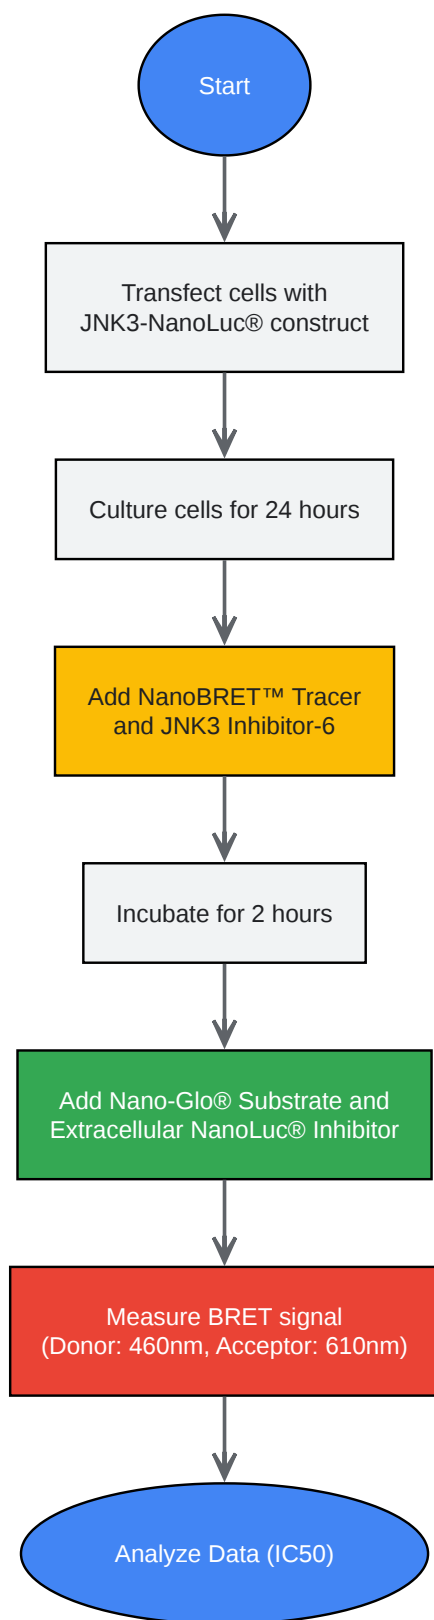 Start
Transfect cells with
JNK3-NanoLuc® construct
Culture cells for 24 hours
Add NanoBRET™ Tracer
and JNK3 Inhibitor-6
Incubate for 2 hours
Add Nano-Glo® Substrate and
Extracellular NanoLuc® Inhibitor
Measure BRET signal
(Donor: 460nm, Acceptor: 610nm)
Analyze Data (IC50)